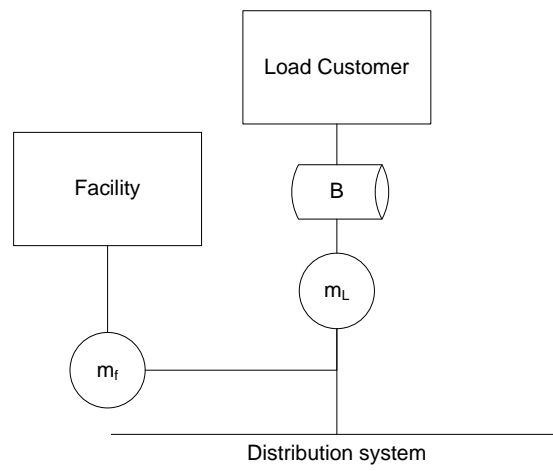 Load Customer
Facility
B
mL
mf
Distribution system